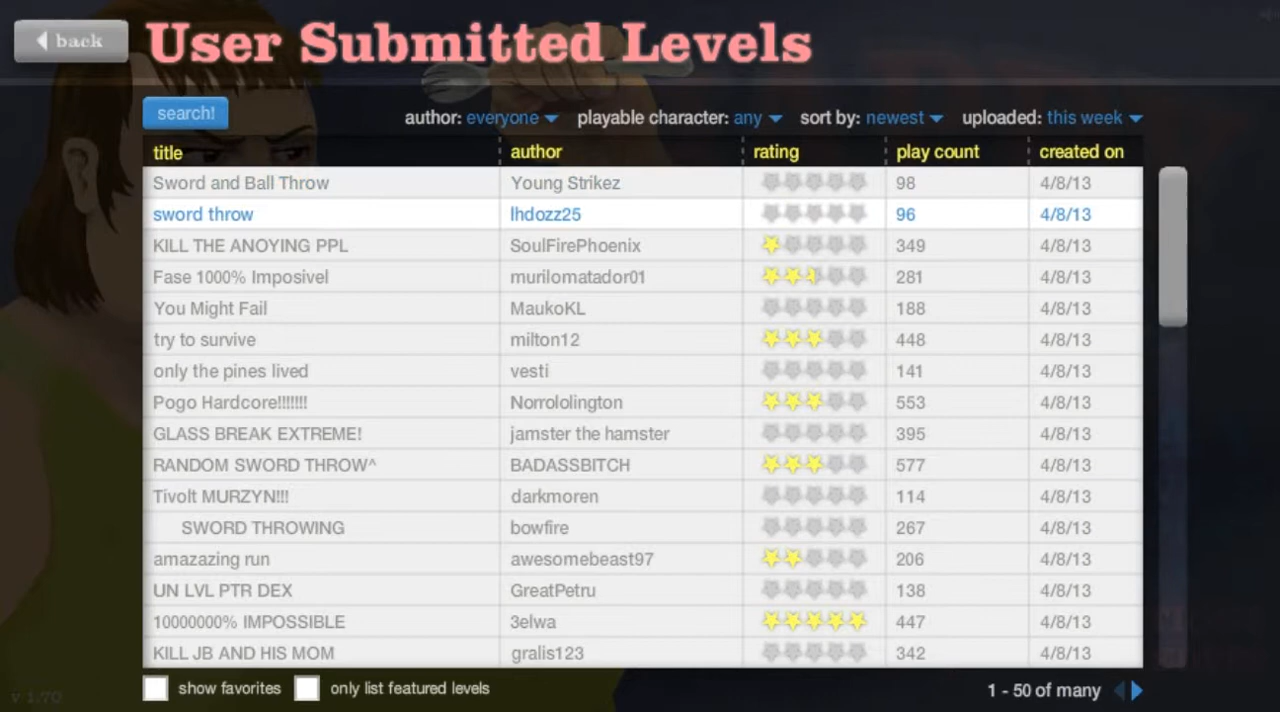 back User Submitted Levels
search! author: everyone playable character: any sort by: newest uploaded: this week
title author rating play count created on
Sword and Ball Throw Young Strikez 98 4/8/13
sword throw lhdozz25 96 4/8/13
KILL THE ANOYING PPL SoulFirePhoenix 349 4/8/13
Fase 1000% Imposivel murilomatador01 281 4/8/13
You Might Fail MaukoKL 188 4/8/13
try to survive milton12 448 4/8/13
only the pines lived vesti 141 4/8/13
Pogo Hardcore!!!!!!! Norrololington 553 4/8/13
GLASS BREAK EXTREME! jamster the hamster 395 4/8/13
RANDOM SWORD THROW^ BADASSBITCH 577 4/8/13
Tivolt MURZYN!!! darkmoren 114 4/8/13
SWORD THROWING bowfire 267 4/8/13
amazazing run awesomebeast97 206 4/8/13
UN LVL PTR DEX GreatPetru 138 4/8/13
10000000% IMPOSSIBLE 3elwa 447 4/8/13
KILL JB AND HIS MOM gralis123 342 4/8/13
show favorites only list featured levels 1 - 50 of many
v 1.70